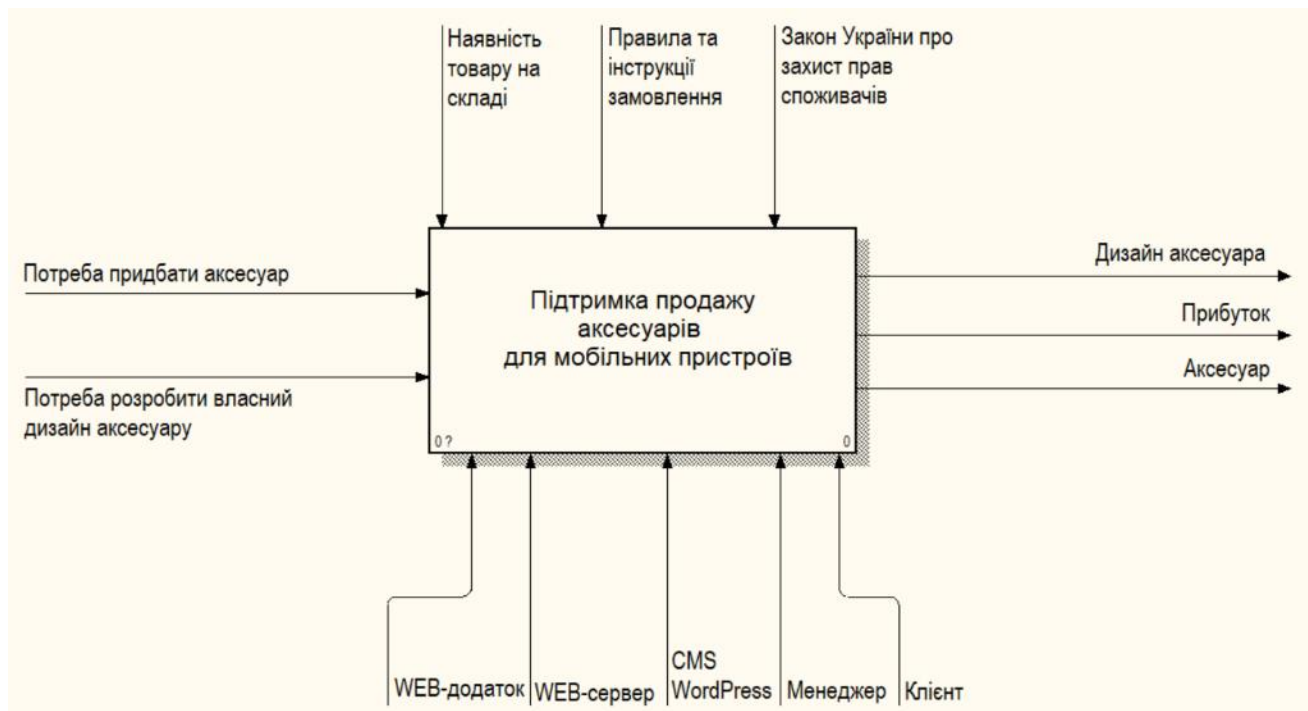 Наявність
товару на
складі
Правила та
інструкції
замовлення
Закон України про
захист прав
споживачів
Потреба придбати аксесуар
Потреба розробити власний
дизайн аксесуару
Підтримка продажу
аксесуарів
для мобільних пристроїв
0 ?
0
Дизайн аксесуара
Прибуток
Аксесуар
WEB-додаток
WEB-сервер
CMS
WordPress
Менеджер
Клієнт